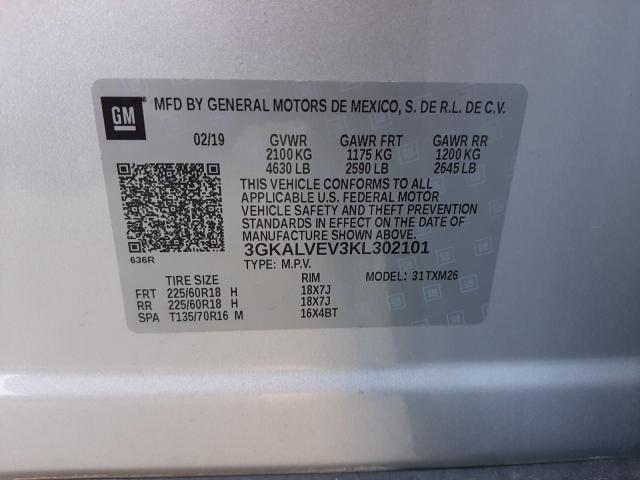 GM
MFD BY GENERAL MOTORS DE MEXICO, S. DE R.L. DE C.V.
02/19 GVWR GAWR FRT GAWR RR
2100 KG 1175 KG 1200 KG
4630 LB 2590 LB 2645 LB
THIS VEHICLE CONFORMS TO ALL
APPLICABLE U.S. FEDERAL MOTOR
VEHICLE SAFETY AND THEFT PREVENTION
STANDARDS IN EFFECT ON THE DATE OF
MANUFACTURE SHOWN ABOVE.
636R
3GKALVEV3KL302101
TYPE: M.P.V. MODEL: 31TXM26
TIRE SIZE RIM
FRT 225/60R18 H 18X7J
RR 225/60R18 H 18X7J
SPA T135/70R16 M 16X4BT